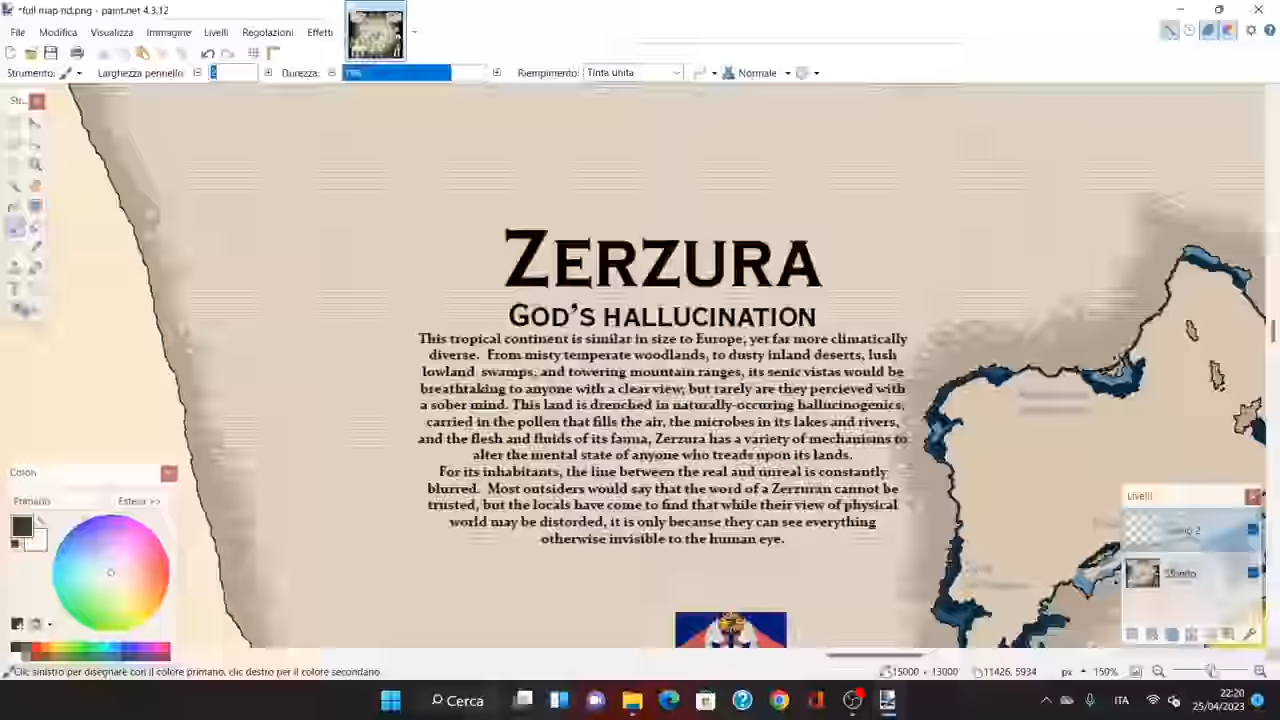 *full map nd.png - paint.net 4.3.12
File Modifica Visualizza Immagine Livelli Regolazioni Effetti
Strumento: Larghezza pennello: 2 Durezza: Riempimento: Tinta unita Normale
Stru...
ZERZURA
GOD'S HALLUCINATION
This tropical continent is similar in size to Europe, yet far more climatically
diverse. From misty temperate woodlands, to dusty inland deserts, lush
lowland swamps, and towering mountain ranges, its senic vistas would be
breathtaking to anyone with a clear view, but rarely are they percieved with
a sober mind. This land is drenched in naturally-occuring hallucinogenics,
carried in the pollen that fills the air, the microbes in its lakes and rivers,
and the flesh and fluids of its fauna, Zerzura has a variety of mechanisms to
alter the mental state of anyone who treads upon its lands.
For its inhabitants, the line between the real and unreal is constantly
blurred. Most outsiders would say that the word of a Zerzuran cannot be
trusted, but the locals have come to find that while their view of physical
world may be distorded, it is only because they can see everything
otherwise invisible to the human eye.
Colori
Primario Estesi >>
Livelli
2
Sfondo
Clic sinistro per disegnare con il colore primario, clic destro per il colore secondario
15000 × 13000 11426, 5934 px 150%
Cerca
ITA
22:20
25/04/2023